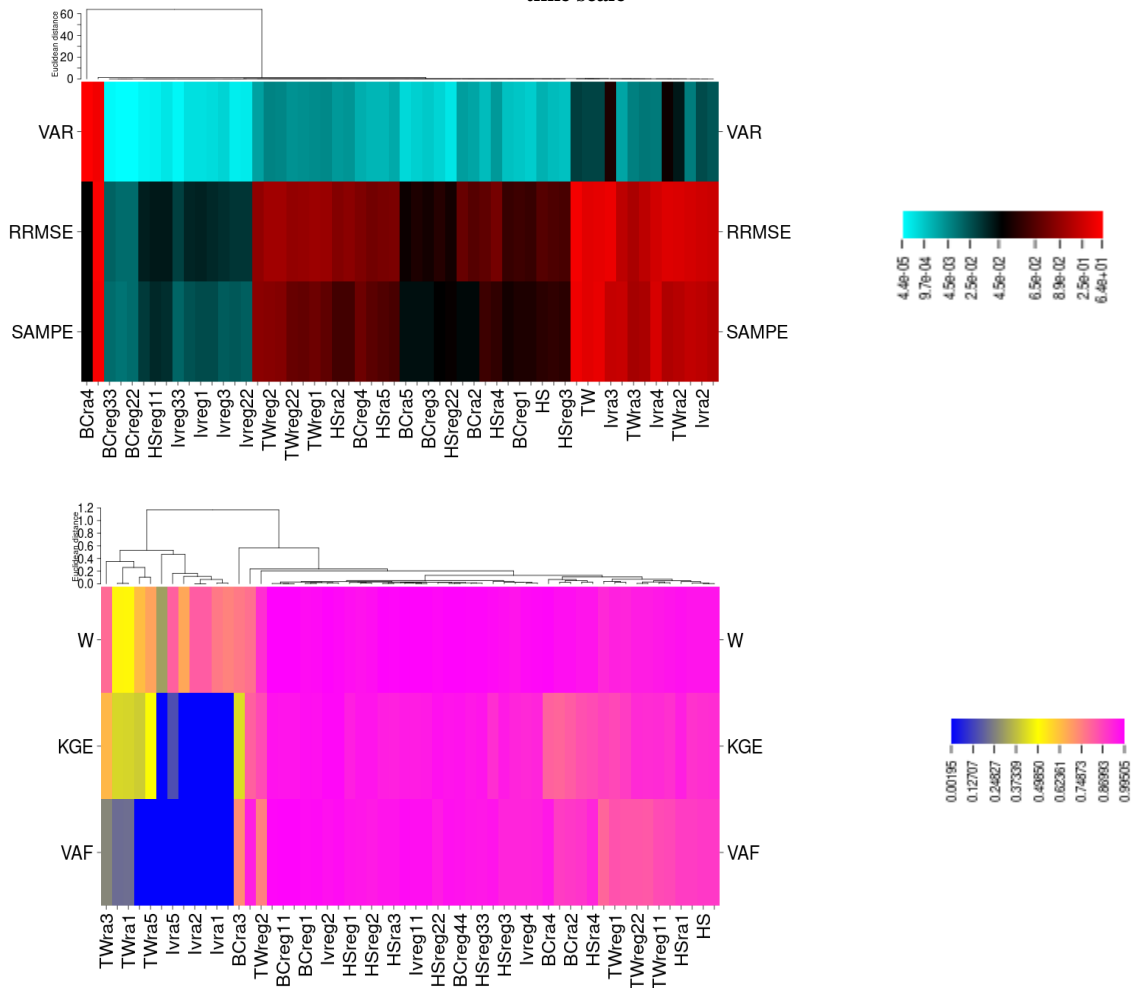 time scale
Euclidean distance
60
40
20
0
VAR
VAR
RRMSE
RRMSE
SAMPE
SAMPE
BCra4
BCreg33
BCreg22
HSreg11
Ivreg33
Ivreg1
Ivreg3
Ivreg22
TWreg2
TWreg22
TWreg1
HSra2
BCreg4
HSra5
BCra5
BCreg3
HSreg22
BCra2
HSra4
BCreg1
HS
HSreg3
TW
Ivra3
TWra3
Ivra4
TWra2
Ivra2
4.4e-05
9.7e-04
4.5e-03
2.5e-02
4.5e-02
6.5e-02
8.9e-02
2.5e-01
6.4e+01
Euclidean distance
1.2
1.0
0.8
0.6
0.4
0.2
0.0
W
W
KGE
KGE
VAF
VAF
TWra3
TWra1
TWra5
Ivra5
Ivra2
Ivra1
BCra3
TWreg2
BCreg11
BCreg1
Ivreg2
HSreg1
HSreg2
HSra3
Ivreg11
HSreg22
BCreg44
HSreg33
HSreg3
Ivreg4
BCra4
BCra2
HSra4
TWreg1
TWreg22
TWreg11
HSra1
HS
0.00195
0.12707
0.24827
0.37339
0.49850
0.62361
0.74873
0.86993
0.99505